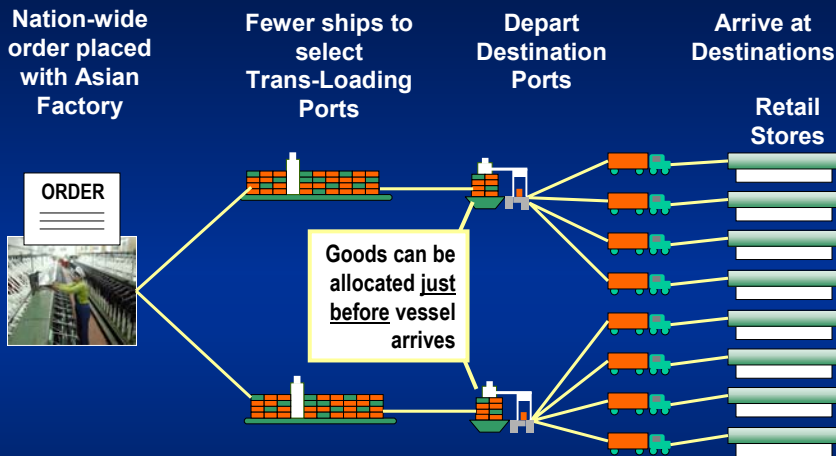 Nation-wide
order placed
with Asian
Factory
Fewer ships to
select
Trans-Loading
Ports
Depart
Destination
Ports
Arrive at
Destinations
Retail
Stores
ORDER
Goods can be
allocated just
before vessel
arrives